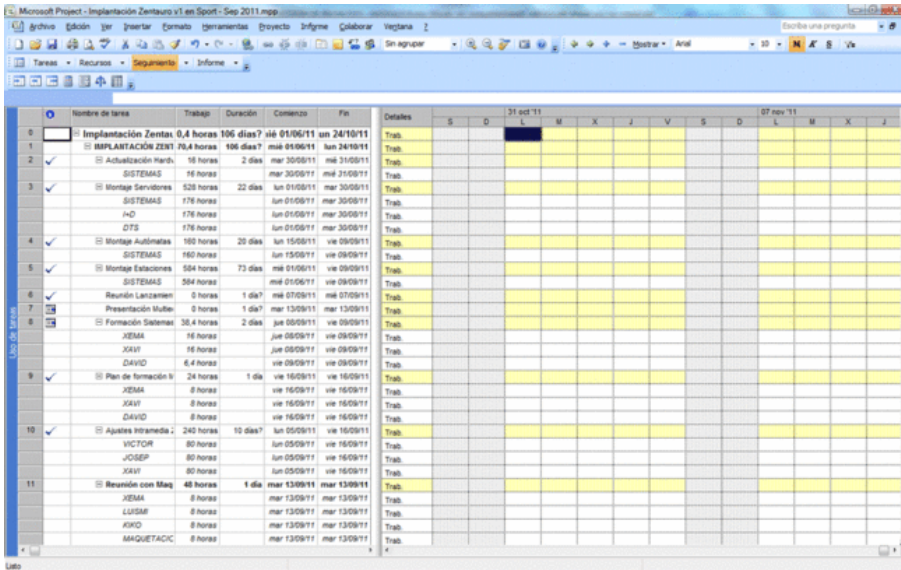 Microsoft Project - Implantación Zentauro v1 en Sport - Sep 2011.mpp
Archivo Edición Ver Insertar Formato Herramientas Proyecto Informe Colaborar Ventana ? Escriba una pregunta
Sin agrupar Mostrar Arial 10 N K S
Tareas Recursos Seguimiento Informe
Nombre de tarea Trabajo Duración Comienzo Fin Detalles 31 oct '11 07 nov '11
S D L M X J V S D L M X J
0 Implantación Zentau 0,4 horas 106 días? ié 01/06/11 un 24/10/11 Trab.
1 IMPLANTACIÓN ZENT 70,4 horas 106 días? mié 01/06/11 lun 24/10/11 Trab.
2 Actualización Hardw 16 horas 2 días mar 30/08/11 mié 31/08/11 Trab.
SISTEMAS 16 horas mar 30/08/11 mié 31/08/11 Trab.
3 Montaje Servidores 528 horas 22 días lun 01/08/11 mar 30/08/11 Trab.
SISTEMAS 176 horas lun 01/08/11 mar 30/08/11 Trab.
I+D 176 horas lun 01/08/11 mar 30/08/11 Trab.
DTS 176 horas lun 01/08/11 mar 30/08/11 Trab.
4 Montaje Autómatas 160 horas 20 días lun 15/08/11 vie 09/09/11 Trab.
SISTEMAS 160 horas lun 15/08/11 vie 09/09/11 Trab.
5 Montaje Estaciones 584 horas 73 días mié 01/06/11 vie 09/09/11 Trab.
SISTEMAS 584 horas mié 01/06/11 vie 09/09/11 Trab.
6 Reunión Lanzamien 0 horas 1 día? mié 07/09/11 mié 07/09/11 Trab.
7 Presentación Multie 0 horas 1 día? mar 13/09/11 mar 13/09/11 Trab.
8 Formación Sistemas 38,4 horas 2 días jue 08/09/11 vie 09/09/11 Trab.
XEMA 16 horas jue 08/09/11 vie 09/09/11 Trab.
XAVI 16 horas jue 08/09/11 vie 09/09/11 Trab.
DAVID 6,4 horas vie 09/09/11 vie 09/09/11 Trab.
9 Plan de formación 24 horas 1 día vie 16/09/11 vie 16/09/11 Trab.
XEMA 8 horas vie 16/09/11 vie 16/09/11 Trab.
XAVI 8 horas vie 16/09/11 vie 16/09/11 Trab.
DAVID 8 horas vie 16/09/11 vie 16/09/11 Trab.
10 Ajustes Intramedia 240 horas 10 días? lun 05/09/11 vie 16/09/11 Trab.
VICTOR 80 horas lun 05/09/11 vie 16/09/11 Trab.
JOSEP 80 horas lun 05/09/11 vie 16/09/11 Trab.
XAVI 80 horas lun 05/09/11 vie 16/09/11 Trab.
11 Reunión con Maq 48 horas 1 día mar 13/09/11 mar 13/09/11 Trab.
XEMA 8 horas mar 13/09/11 mar 13/09/11 Trab.
LUISMI 8 horas mar 13/09/11 mar 13/09/11 Trab.
KIKO 8 horas mar 13/09/11 mar 13/09/11 Trab.
MAQUETACIC 8 horas mar 13/09/11 mar 13/09/11 Trab.
Uso de tareas
Listo